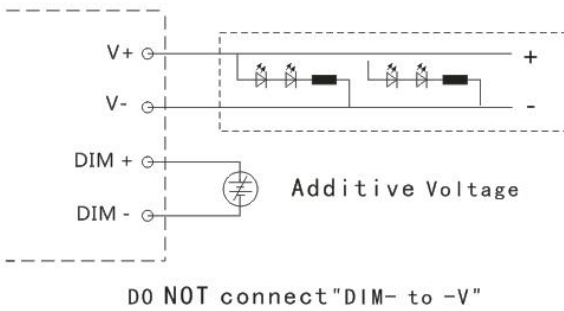 V+
+
V-
-
DIM +
Additive Voltage
DIM -
DO NOT connect"DIM- to -V"